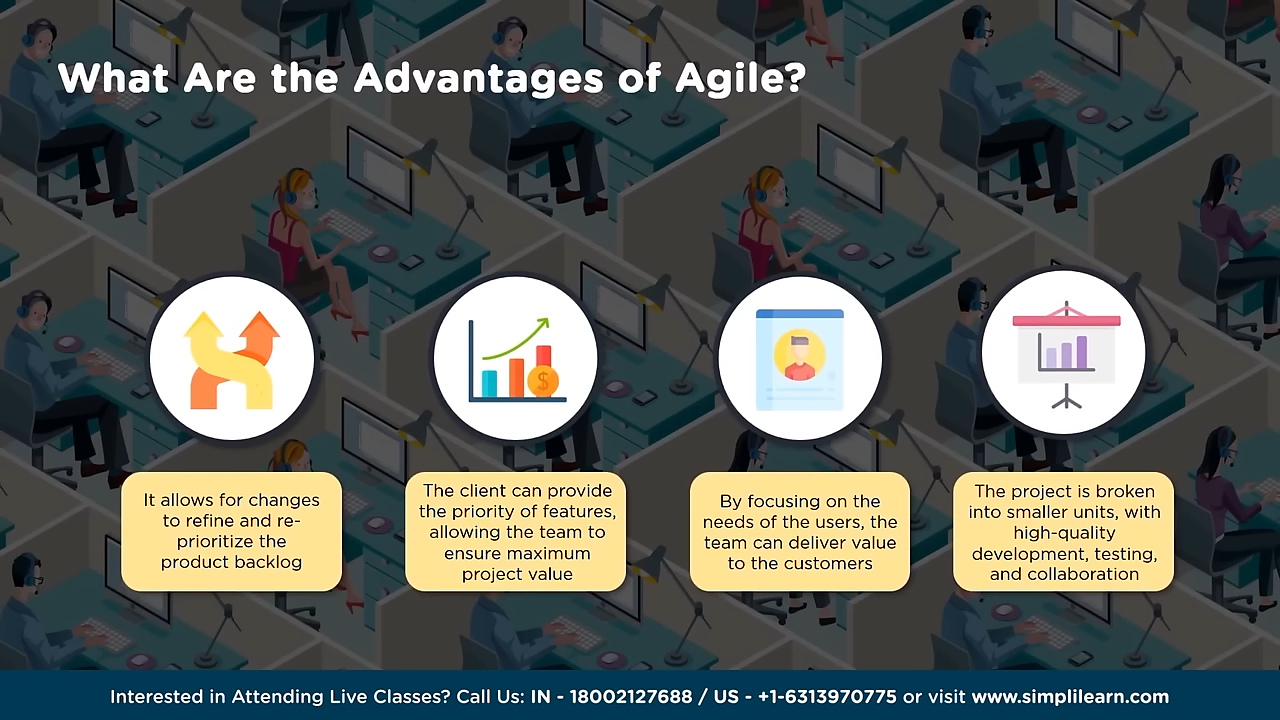 What Are the Advantages of Agile?
It allows for changes
to refine and re-
prioritize the
product backlog
The client can provide
the priority of features,
allowing the team to
ensure maximum
project value
By focusing on the
needs of the users, the
team can deliver value
to the customers
The project is broken
into smaller units, with
high-quality
development, testing,
and collaboration
Interested in Attending Live Classes? Call Us: IN - 18002127688 / US - +1-6313970775 or visit www.simplilearn.com